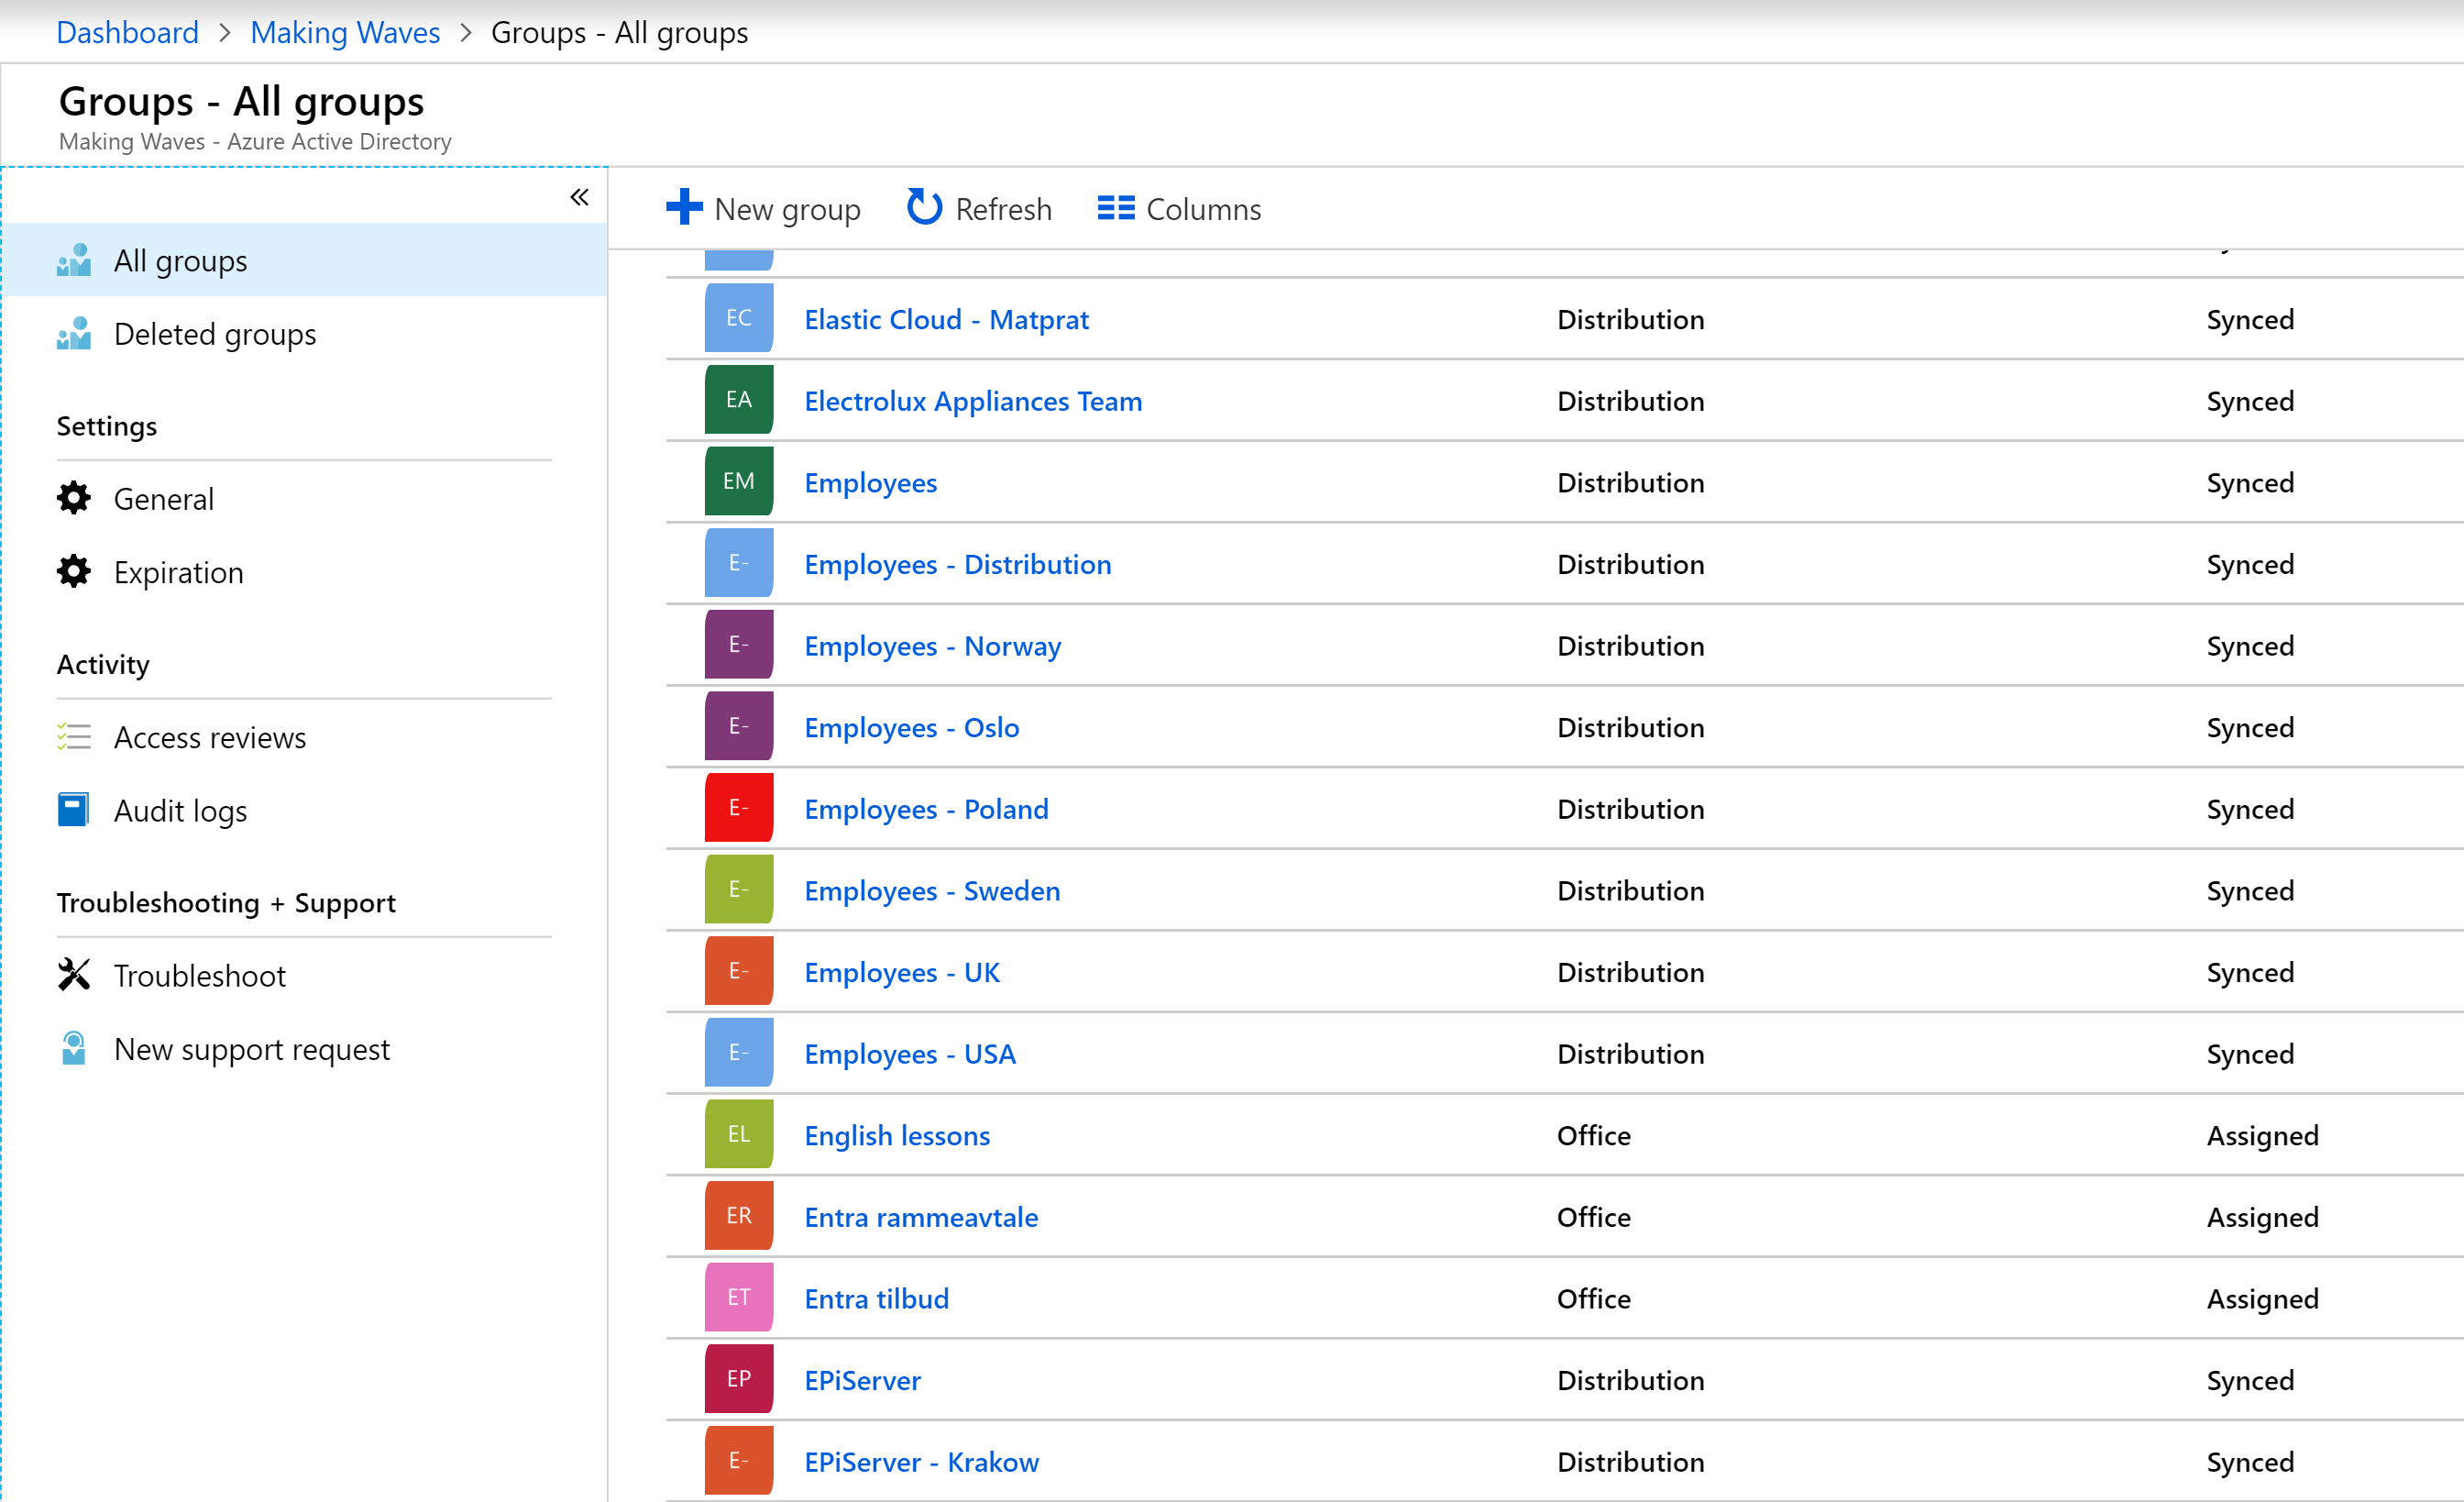 Dashboard > Making Waves > Groups - All groups
Groups - All groups
Making Waves - Azure Active Directory
«
All groups
Deleted groups
Settings
General
Expiration
Activity
Access reviews
Audit logs
Troubleshooting + Support
Troubleshoot
New support request
New group Refresh Columns
EC Elastic Cloud - Matprat Distribution Synced
EA Electrolux Appliances Team Distribution Synced
EM Employees Distribution Synced
E- Employees - Distribution Distribution Synced
E- Employees - Norway Distribution Synced
E- Employees - Oslo Distribution Synced
E- Employees - Poland Distribution Synced
E- Employees - Sweden Distribution Synced
E- Employees - UK Distribution Synced
E- Employees - USA Distribution Synced
EL English lessons Office Assigned
ER Entra rammeavtale Office Assigned
ET Entra tilbud Office Assigned
EP EPiServer Distribution Synced
E- EPiServer - Krakow Distribution Synced